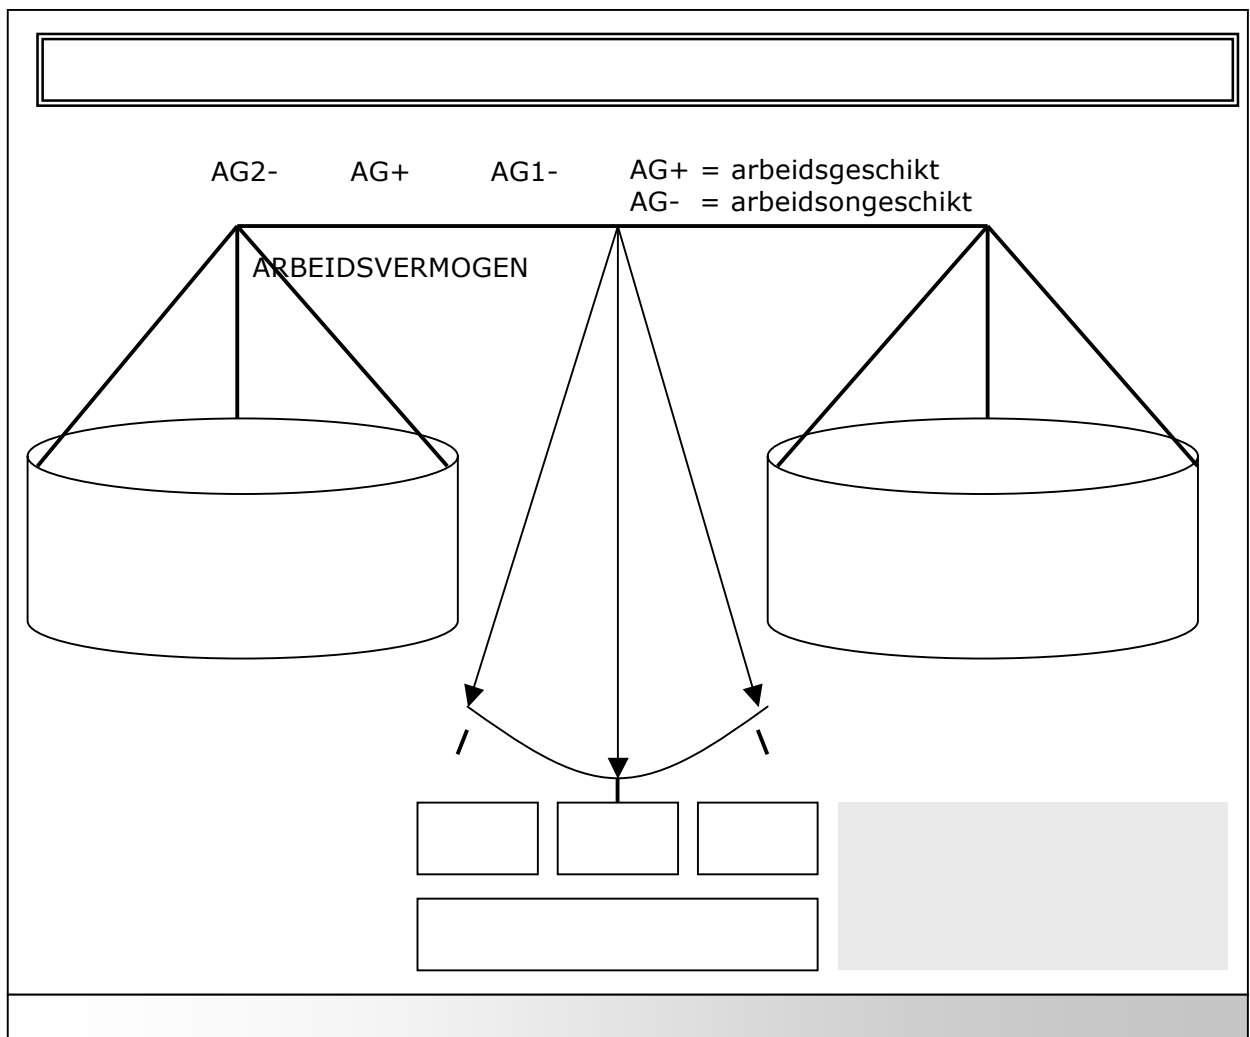 AG2- AG+ AG1- AG+ = arbeidsgeschikt
AG- = arbeidsongeschikt
ARBEIDSVERMOGEN